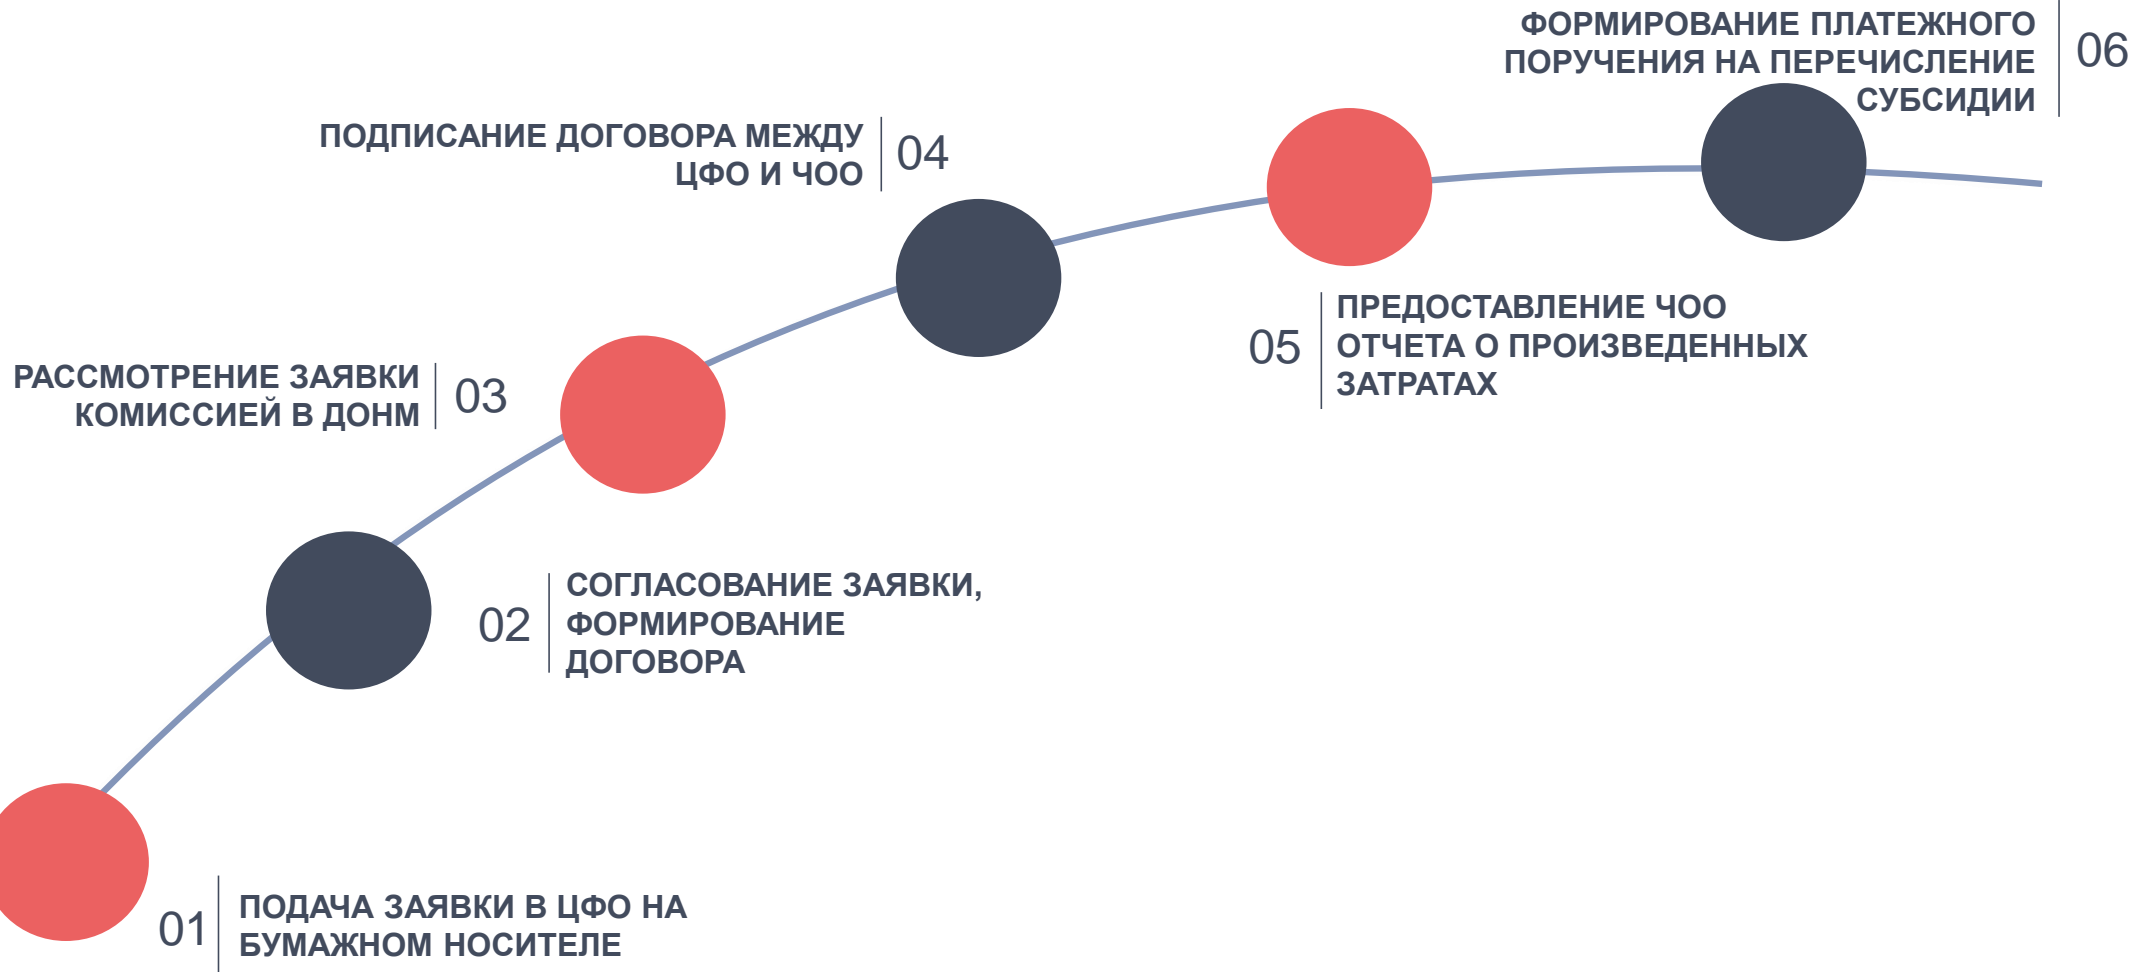 ФОРМИРОВАНИЕ ПЛАТЕЖНОГО
ПОРУЧЕНИЯ НА ПЕРЕЧИСЛЕНИЕ
СУБСИДИИ
06
ПОДПИСАНИЕ ДОГОВОРА МЕЖДУ
ЦФО И ЧОО
04
ПРЕДОСТАВЛЕНИЕ ЧОО
ОТЧЕТА О ПРОИЗВЕДЕННЫХ
ЗАТРАТАХ
05
РАССМОТРЕНИЕ ЗАЯВКИ
КОМИССИЕЙ В ДОНМ
03
02
СОГЛАСОВАНИЕ ЗАЯВКИ,
ФОРМИРОВАНИЕ
ДОГОВОРА
01
ПОДАЧА ЗАЯВКИ В ЦФО НА
БУМАЖНОМ НОСИТЕЛЕ